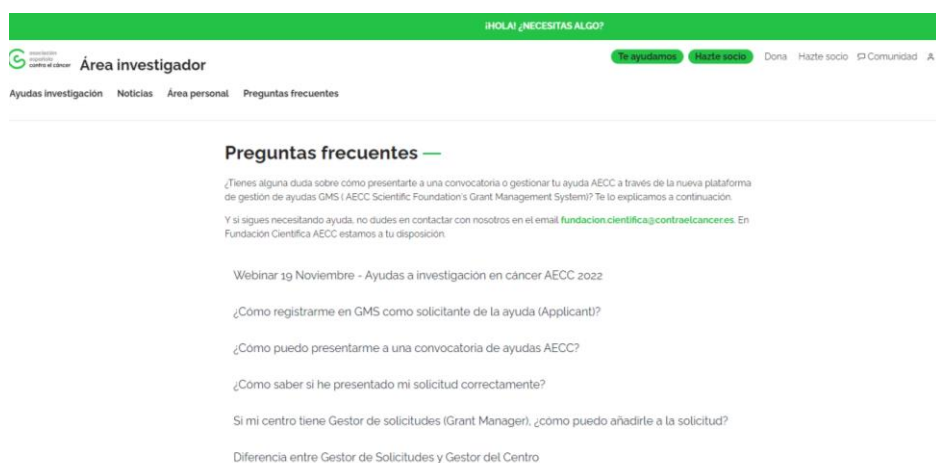 ¡HOLA! ¿NECESITAS ALGO?
asociación
española
contra el cáncer
Área investigador
Te ayudamos Hazte socio Dona Hazte socio Comunidad
Ayudas investigación Noticias Área personal Preguntas frecuentes
Preguntas frecuentes —
¿Tienes alguna duda sobre cómo presentarte a una convocatoria o gestionar tu ayuda AECC a través de la nueva plataforma
de gestión de ayudas GMS ( AECC Scientific Foundation's Grant Management System)? Te lo explicamos a continuación.
Y si sigues necesitando ayuda, no dudes en contactar con nosotros en el email fundacion.cientifica@contraelcancer.es. En
Fundación Científica AECC estamos a tu disposición.
Webinar 19 Noviembre - Ayudas a investigación en cáncer AECC 2022
¿Cómo registrarme en GMS como solicitante de la ayuda (Applicant)?
¿Cómo puedo presentarme a una convocatoria de ayudas AECC?
¿Cómo saber si he presentado mi solicitud correctamente?
Si mi centro tiene Gestor de solicitudes (Grant Manager), ¿cómo puedo añadirle a la solicitud?
Diferencia entre Gestor de Solicitudes y Gestor del Centro